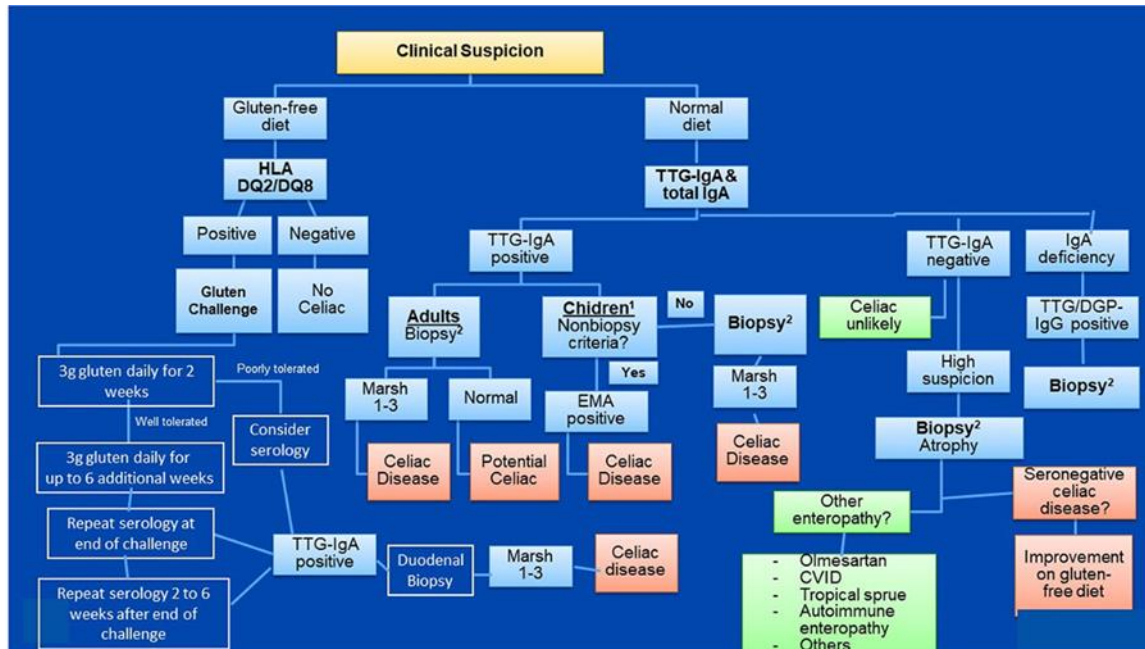 Clinical Suspicion
Gluten-free
diet
Normal
diet
HLA
DQ2/DQ8
TTG-IgA &
total IgA
Positive
Negative
TTG-IgA
positive
TTG-IgA
negative
IgA
deficiency
Gluten
Challenge
No
Celiac
Adults
Biopsy²
Chidren¹
Nonbiopsy
criteria?
No
Biopsy²
Celiac
unlikely
TTG/DGP-
IgG positive
3g gluten daily for 2
weeks
Poorly tolerated
Yes
High
suspicion
Biopsy²
Marsh
1-3
Normal
EMA
positive
Marsh
1-3
Well tolerated
Consider
serology
Biopsy²
Atrophy
3g gluten daily for
up to 6 additional weeks
Celiac
Disease
Potential
Celiac
Celiac
Disease
Celiac
Disease
Seronegative
celiac
disease?
Other
enteropathy?
Repeat serology at
end of challenge
TTG-IgA
positive
Duodenal
Biopsy
Marsh
1-3
Celiac
disease
Improvement
on gluten-
free diet
Repeat serology 2 to 6
weeks after end of
challenge
- Olmesartan
- CVID
- Tropical sprue
- Autoimmune
enteropathy
- Others